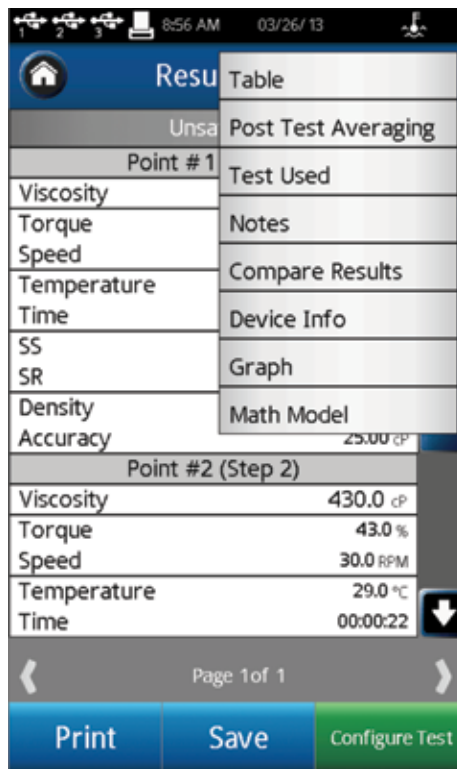 1 2 3 8:56 AM 03/26/13
Resu
Table
Unsa
Post Test Averaging
Point #1
Test Used
Viscosity
Torque
Notes
Speed
Compare Results
Temperature
Time
Device Info
SS
Graph
SR
Density
Math Model
Accuracy 25.00 cP
Point #2 (Step 2)
Viscosity 430.0 cP
Torque 43.0 %
Speed 30.0 RPM
Temperature 29.0 °C
Time 00:00:22
Page 1of 1
Print Save Configure Test